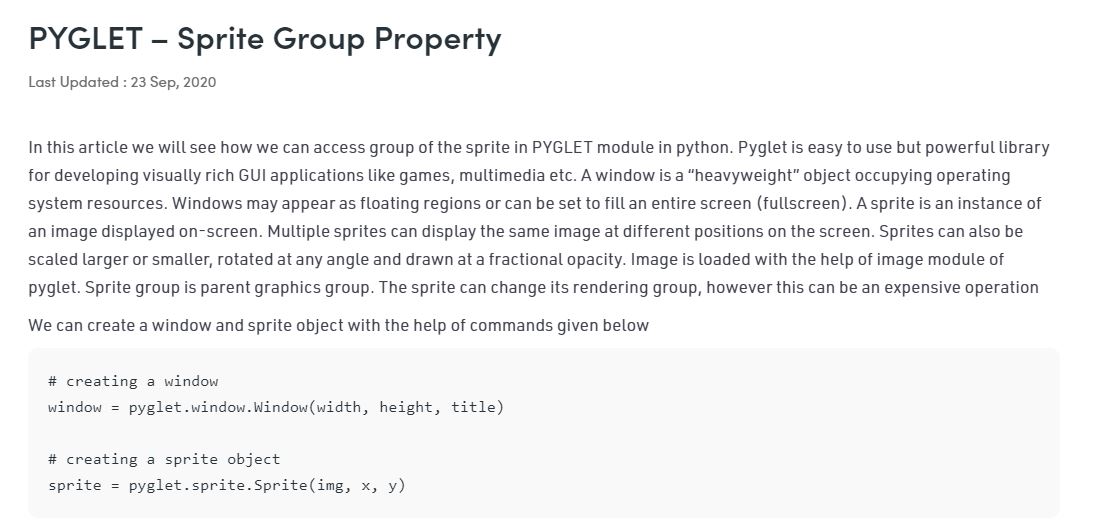 PYGLET – Sprite Group Property
Last Updated : 23 Sep, 2020
In this article we will see how we can access group of the sprite in PYGLET module in python. Pyglet is easy to use but powerful library
for developing visually rich GUI applications like games, multimedia etc. A window is a “heavyweight” object occupying operating
system resources. Windows may appear as floating regions or can be set to fill an entire screen (fullscreen). A sprite is an instance of
an image displayed on-screen. Multiple sprites can display the same image at different positions on the screen. Sprites can also be
scaled larger or smaller, rotated at any angle and drawn at a fractional opacity. Image is loaded with the help of image module of
pyglet. Sprite group is parent graphics group. The sprite can change its rendering group, however this can be an expensive operation
We can create a window and sprite object with the help of commands given below
# creating a window
window = pyglet.window.Window(width, height, title)
# creating a sprite object
sprite = pyglet.sprite.Sprite(img, x, y)